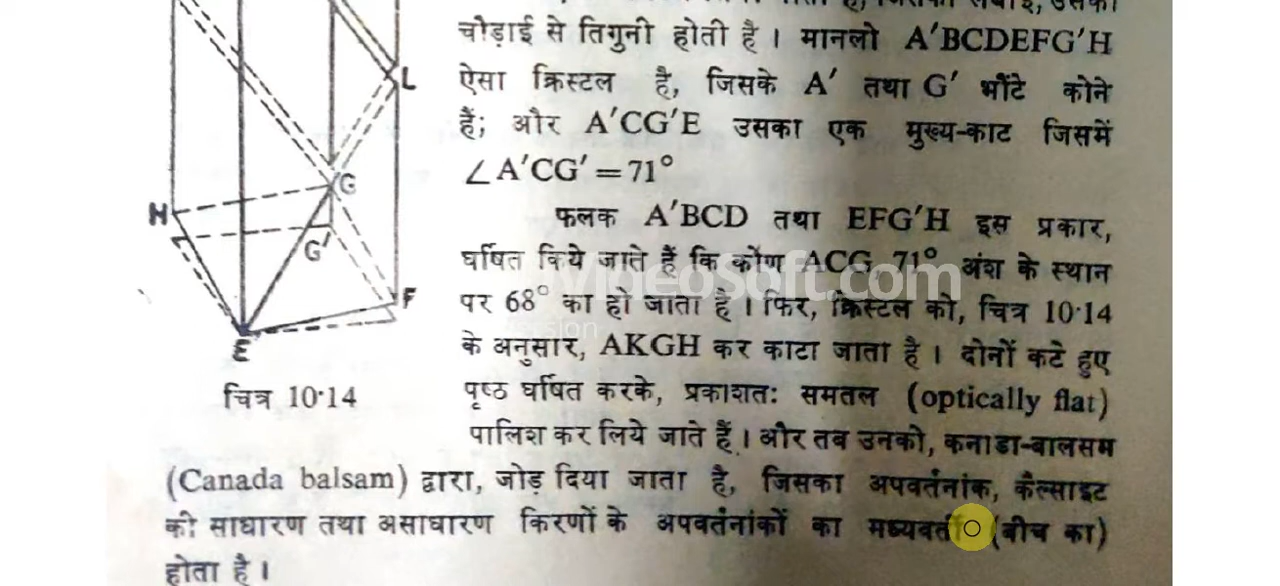 चौड़ाई से तिगुनी होती है । मानलो A′BCDEFG′H
ऐसा क्रिस्टल है, जिसके A′ तथा G′ भोंटे कोने
हैं; और A′CG′E उसका एक मुख्य-काट जिसमें
∠A′CG′ = 71°
फलक A′BCD तथा EFG′H इस प्रकार,
घर्षित किये जाते हैं कि कोण ACG, 71° अंश के स्थान
पर 68° का हो जाता है । फिर, क्रिस्टल को, चित्र 10·14
के अनुसार, AKGH कर काटा जाता है । दोनों कटे हुए
पृष्ठ घर्षित करके, प्रकाशतः समतल (optically flat)
पालिश कर लिये जाते हैं । और तब उनको, कनाडा-बालसम
(Canada balsam) द्वारा, जोड़ दिया जाता है, जिसका अपवर्तनांक, कैल्साइट
की साधारण तथा असाधारण किरणों के अपवर्तनांकों का मध्यवर्ती (बीच का)
होता है ।
L
G
H
G′
F
E
चित्र 10·14
VideoSoft.com